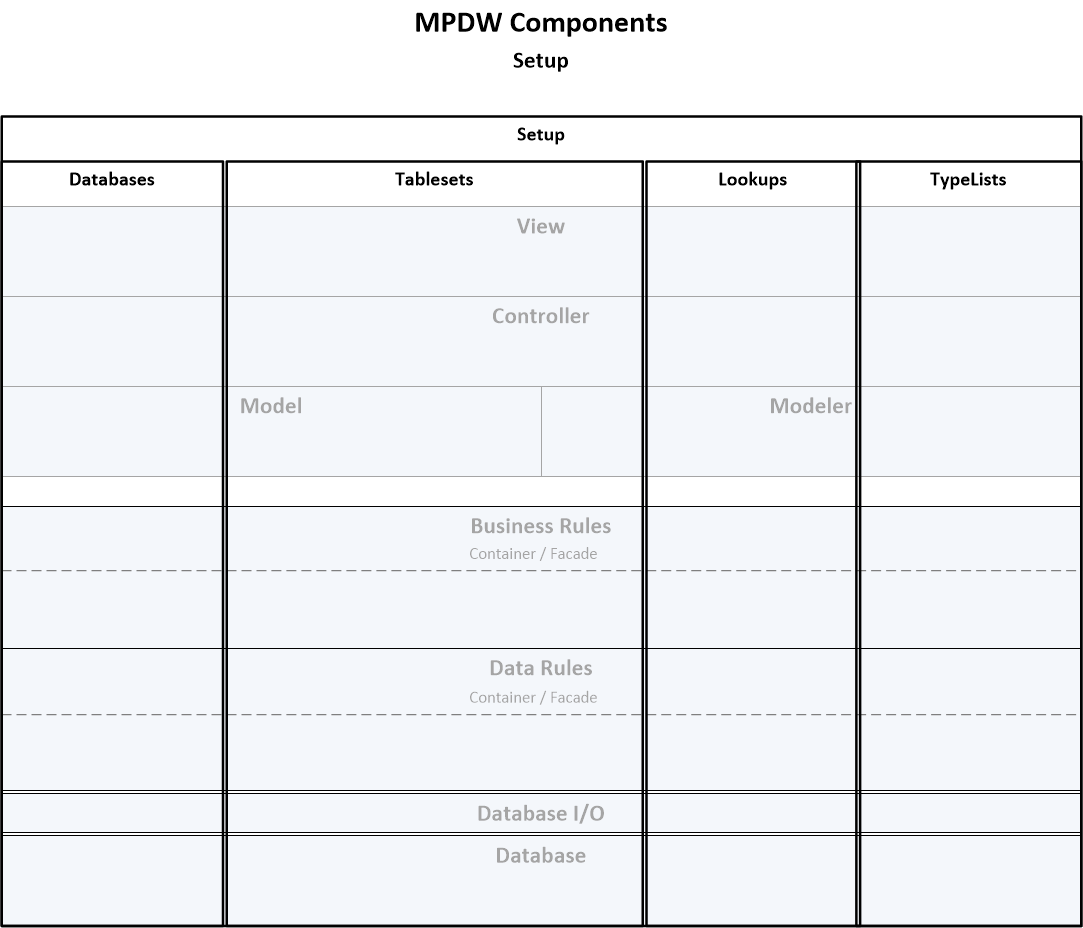 MPDW Components
Setup
Setup
Databases Tablesets Lookups TypeLists
View
Controller
Model Modeler
Business Rules
Container / Facade
Data Rules
Container / Facade
Database I/O
Database